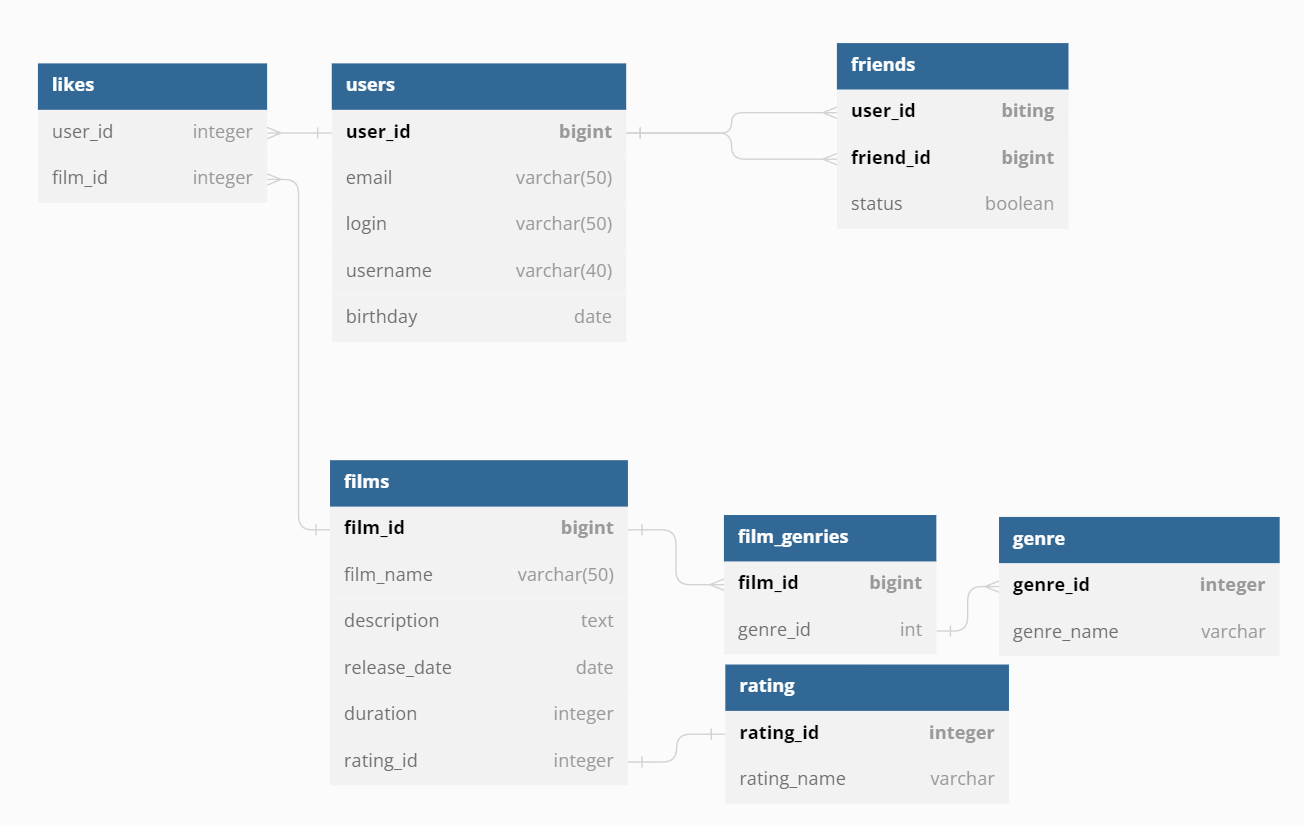 likes
user_id integer
film_id integer
users
user_id bigint
email varchar(50)
login varchar(50)
username varchar(40)
birthday date
friends
user_id biting
friend_id bigint
status boolean
films
film_id bigint
film_name varchar(50)
description text
release_date date
duration integer
rating_id integer
film_genries
film_id bigint
genre_id int
genre
genre_id integer
genre_name varchar
rating
rating_id integer
rating_name varchar